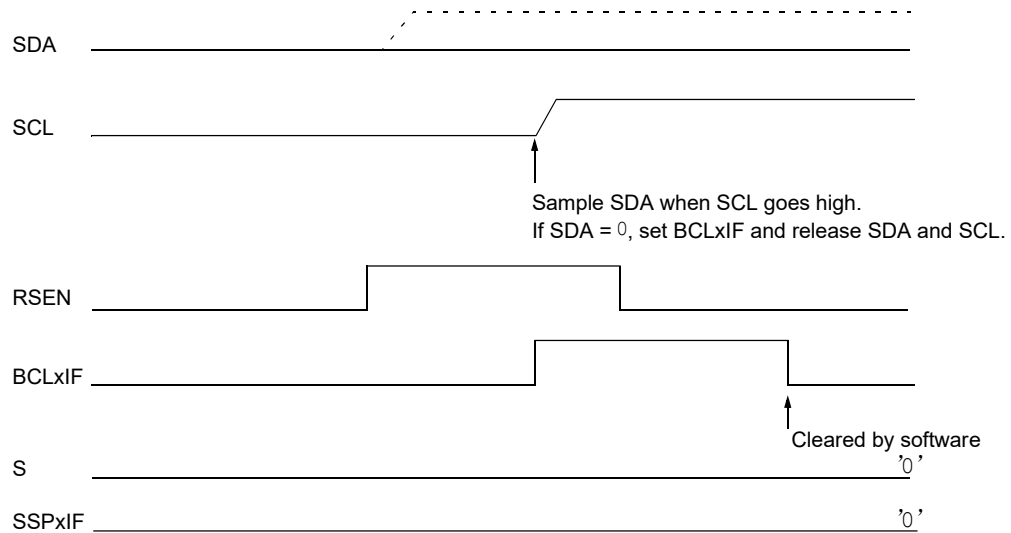 SDA
SCL
Sample SDA when SCL goes high.
If SDA = 0, set BCLxIF and release SDA and SCL.
RSEN
BCLxIF
Cleared by software
S
'0'
SSPxIF
'0'